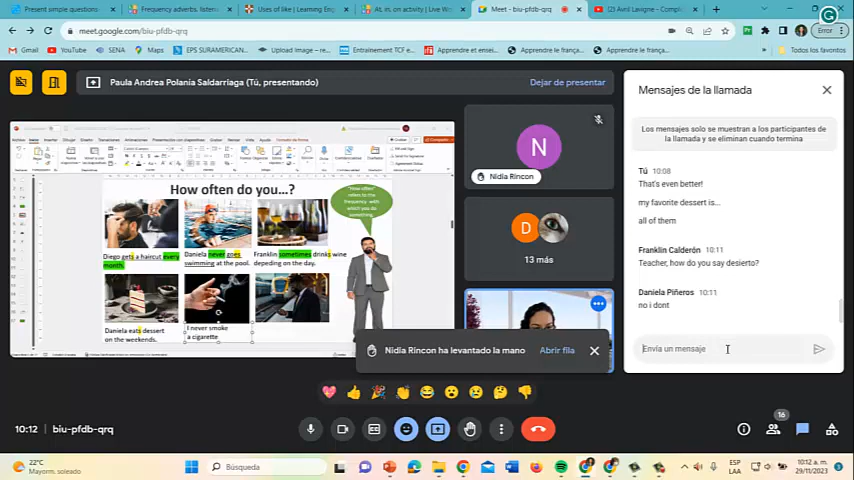 Present simple questions
Frequency adverbs. listeni
Uses of like | Learning Eng
At, in, on activity | Live Wo
Meet - biu-pfdb-qrq
(2) Avril Lavigne - Compli
meet.google.com/biu-pfdb-qrq
Error
Gmail
YouTube
SENA
Maps
EPS SURAMERICAN...
Upload Image – re...
Entrainement TCF e...
Apprendre le franc...
Apprendre le franc...
Todos los favoritos
Paula Andrea Polania Saldarriaga (Tú, presentando)
Dejar de presentar
How often do you...?
"How often"
refers to the
frequency with
which you do
something.
Diego gets a haircut every
month.
Daniela never goes
swimming at the pool.
Franklin sometimes drinks wine
depeding on the day.
Daniela eats dessert
on the weekends.
I never smoke
a cigarette
N
Nidia Rincon
D
13 más
Nidia Rincon ha levantado la mano
Abrir fila
Mensajes de la llamada
Los mensajes solo se muestran a los participantes de
la llamada y se eliminan cuando termina
Tú 10:08
That's even better!
my favorite dessert is...
all of them
Franklin Calderón 10:11
Teacher, how do you say desierto?
Daniela Piñeros 10:11
no i dont
Envía un mensaje
10:12
biu-pfdb-qrq
16
22°C
Mayorm. soleado
Búsqueda
ESP
LAA
10:12 a. m.
29/11/2023